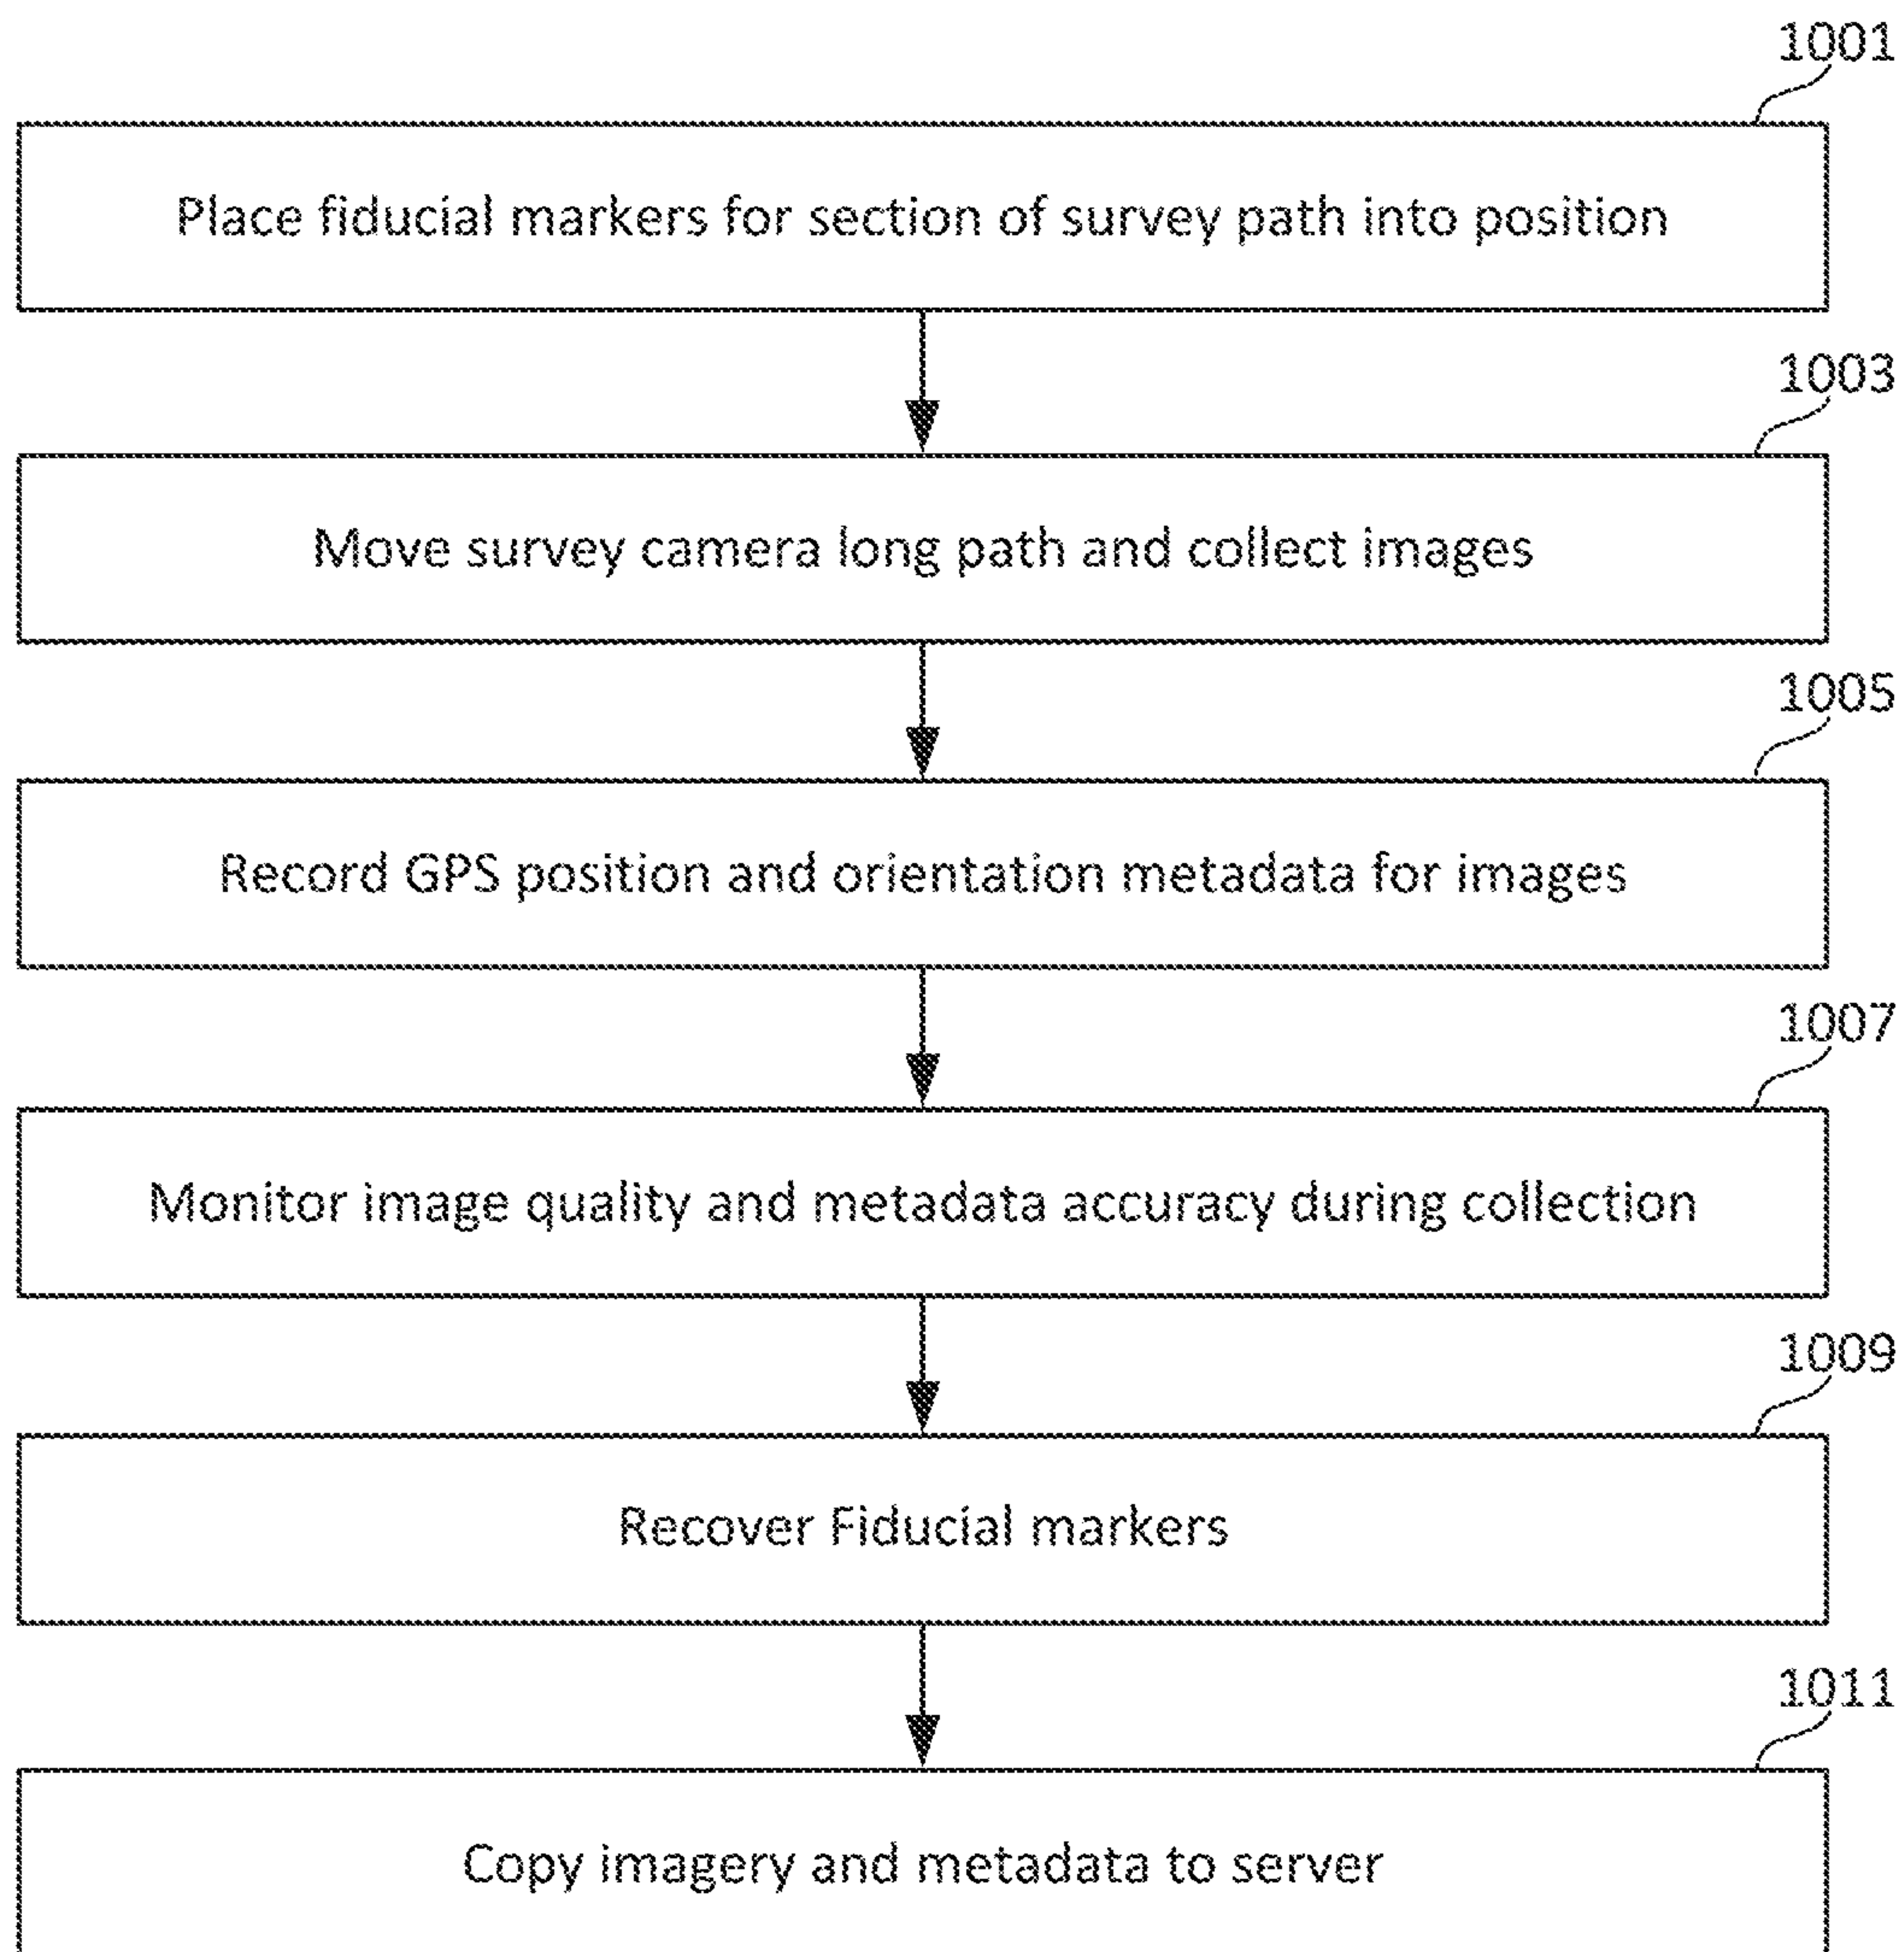 1001
Place fiducial markers for section of survey path into position
1003
Move survey camera long path and collect images
1005
Record GPS position and orientation metadata for images
1007
Monitor image quality and metadata accuracy during collection
1009
Recover Fiducial markers
1011
Copy imagery and metadata to server